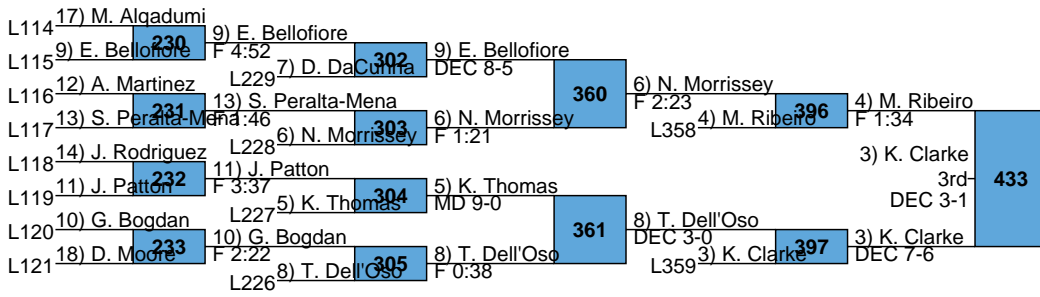 17) M. Alqadumi
L114
230
9) E. Bellofiore
L115
9) E. Bellofiore
F 4:52
302
9) E. Bellofiore
DEC 8-5
12) A. Martinez
L116
L229
7) D. DaCunha
231
13) S. Peralta-Mena
L117
13) S. Peralta-Mena
F 1:46
303
6) N. Morrissey
F 1:21
L228
6) N. Morrissey
360
6) N. Morrissey
F 2:23
L358
4) M. Ribeiro
396
4) M. Ribeiro
F 1:34
14) J. Rodriguez
L118
232
11) J. Patton
L119
11) J. Patton
F 3:37
304
5) K. Thomas
MD 9-0
L227
5) K. Thomas
10) G. Bogdan
L120
233
10) G. Bogdan
L121
18) D. Moore
F 2:22
305
8) T. Dell'Oso
F 0:38
L226
8) T. Dell'Oso
361
8) T. Dell'Oso
DEC 3-0
L359
3) K. Clarke
397
3) K. Clarke
DEC 7-6
3) K. Clarke
3rd
DEC 3-1
433